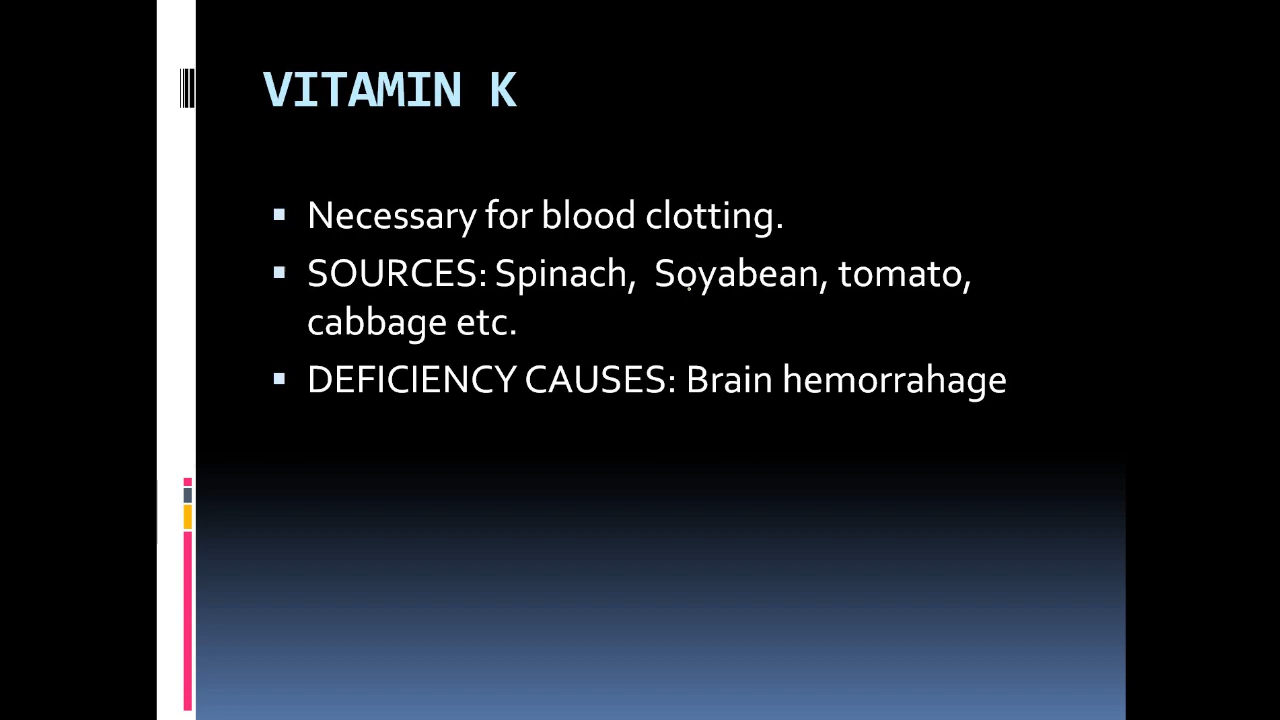 VITAMIN K
Necessary for blood clotting.
SOURCES: Spinach, Soyabean, tomato,
cabbage etc.
DEFICIENCY CAUSES: Brain hemorrahage